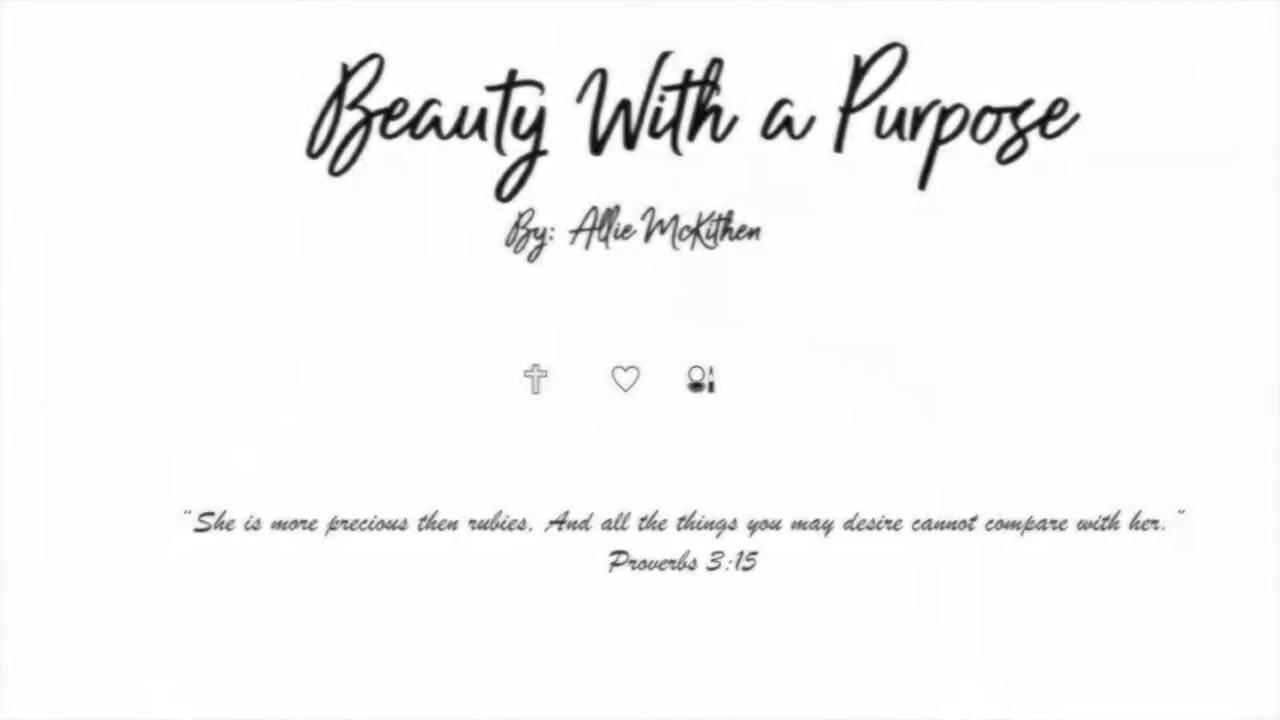 Beauty With a Purpose
By: Allie McKithen
"She is more precious then rubies, And all the things you may desire cannot compare with her."
Proverbs 3:15